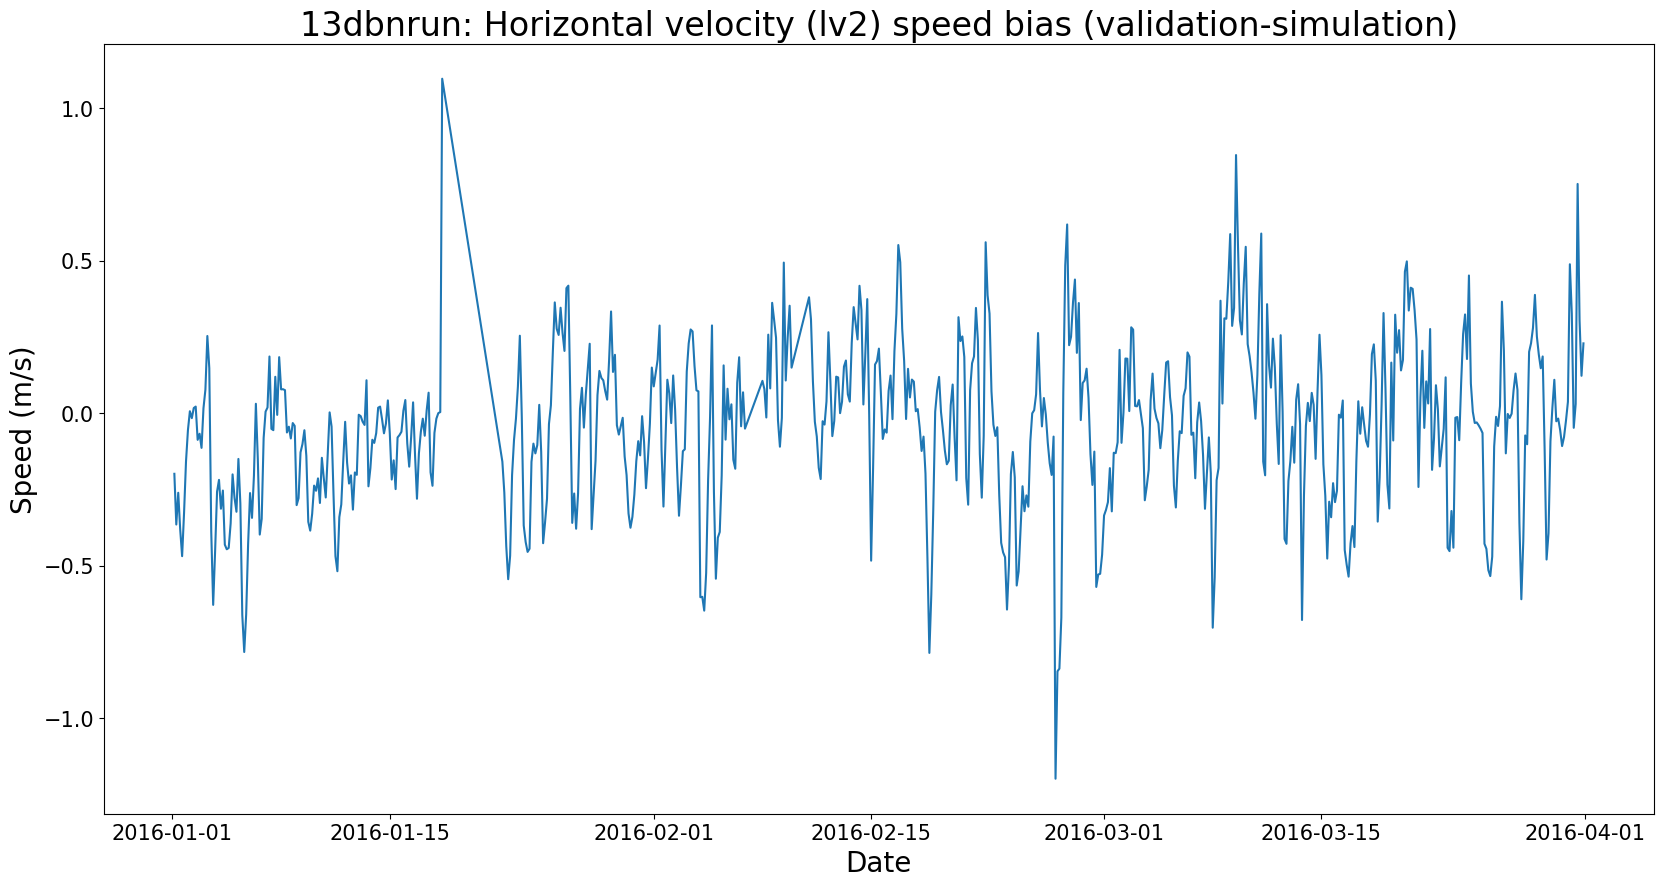 13dbnrun: Horizontal velocity (lv2) speed bias (validation-simulation)
Speed (m/s)
1.0
0.5
0.0
−0.5
−1.0
2016-01-01 2016-01-15 2016-02-01 2016-02-15 2016-03-01 2016-03-15 2016-04-01
Date